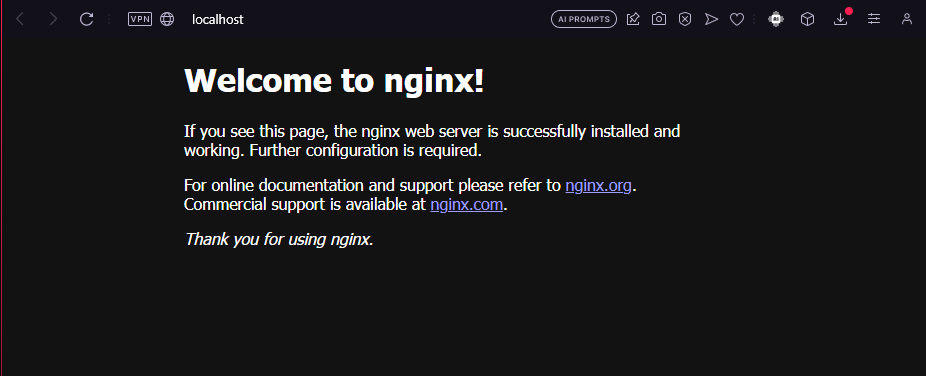 VPN
localhost
AI PROMPTS
AI
Welcome to nginx!
If you see this page, the nginx web server is successfully installed and
working. Further configuration is required.
For online documentation and support please refer to nginx.org.
Commercial support is available at nginx.com.
Thank you for using nginx.